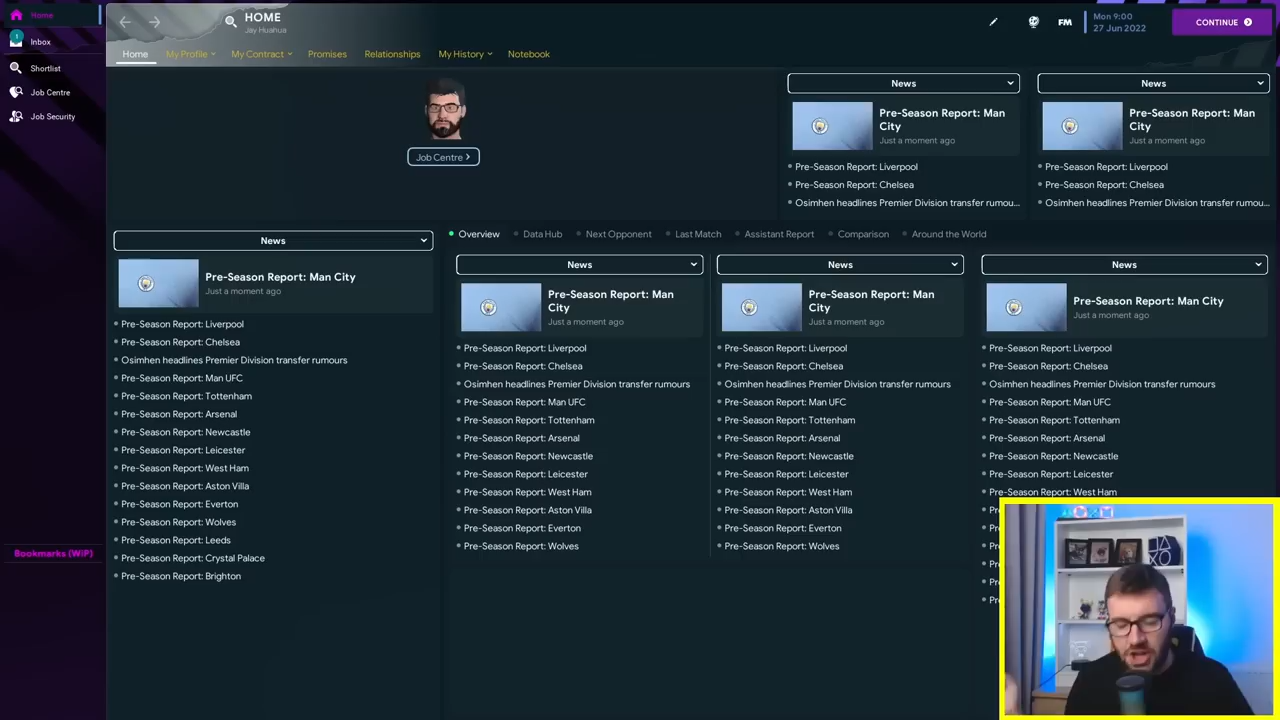 Home
1
Inbox
Shortlist
Job Centre
Job Security
Bookmarks (WiP)
HOME
Jay Huahua
FM
Mon 9:00
27 Jun 2022
CONTINUE
Home
My Profile
My Contract
Promises
Relationships
My History
Notebook
Job Centre
News
Pre-Season Report: Man
City
Just a moment ago
Pre-Season Report: Liverpool
Pre-Season Report: Chelsea
Osimhen headlines Premier Division transfer rumou...
News
Pre-Season Report: Man
City
Just a moment ago
Pre-Season Report: Liverpool
Pre-Season Report: Chelsea
Osimhen headlines Premier Division transfer rumou...
News
Pre-Season Report: Man City
Just a moment ago
Pre-Season Report: Liverpool
Pre-Season Report: Chelsea
Osimhen headlines Premier Division transfer rumours
Pre-Season Report: Man UFC
Pre-Season Report: Tottenham
Pre-Season Report: Arsenal
Pre-Season Report: Newcastle
Pre-Season Report: Leicester
Pre-Season Report: West Ham
Pre-Season Report: Aston Villa
Pre-Season Report: Everton
Pre-Season Report: Wolves
Pre-Season Report: Leeds
Pre-Season Report: Crystal Palace
Pre-Season Report: Brighton
Overview
Data Hub
Next Opponent
Last Match
Assistant Report
Comparison
Around the World
News
Pre-Season Report: Man
City
Just a moment ago
Pre-Season Report: Liverpool
Pre-Season Report: Chelsea
Osimhen headlines Premier Division transfer rumours
Pre-Season Report: Man UFC
Pre-Season Report: Tottenham
Pre-Season Report: Arsenal
Pre-Season Report: Newcastle
Pre-Season Report: Leicester
Pre-Season Report: West Ham
Pre-Season Report: Aston Villa
Pre-Season Report: Everton
Pre-Season Report: Wolves
News
Pre-Season Report: Man
City
Just a moment ago
Pre-Season Report: Liverpool
Pre-Season Report: Chelsea
Osimhen headlines Premier Division transfer rumours
Pre-Season Report: Man UFC
Pre-Season Report: Tottenham
Pre-Season Report: Arsenal
Pre-Season Report: Newcastle
Pre-Season Report: Leicester
Pre-Season Report: West Ham
Pre-Season Report: Aston Villa
Pre-Season Report: Everton
Pre-Season Report: Wolves
News
Pre-Season Report: Man City
Just a moment ago
Pre-Season Report: Liverpool
Pre-Season Report: Chelsea
Osimhen headlines Premier Division transfer rumours
Pre-Season Report: Man UFC
Pre-Season Report: Tottenham
Pre-Season Report: Arsenal
Pre-Season Report: Newcastle
Pre-Season Report: Leicester
Pre-Season Report: West Ham